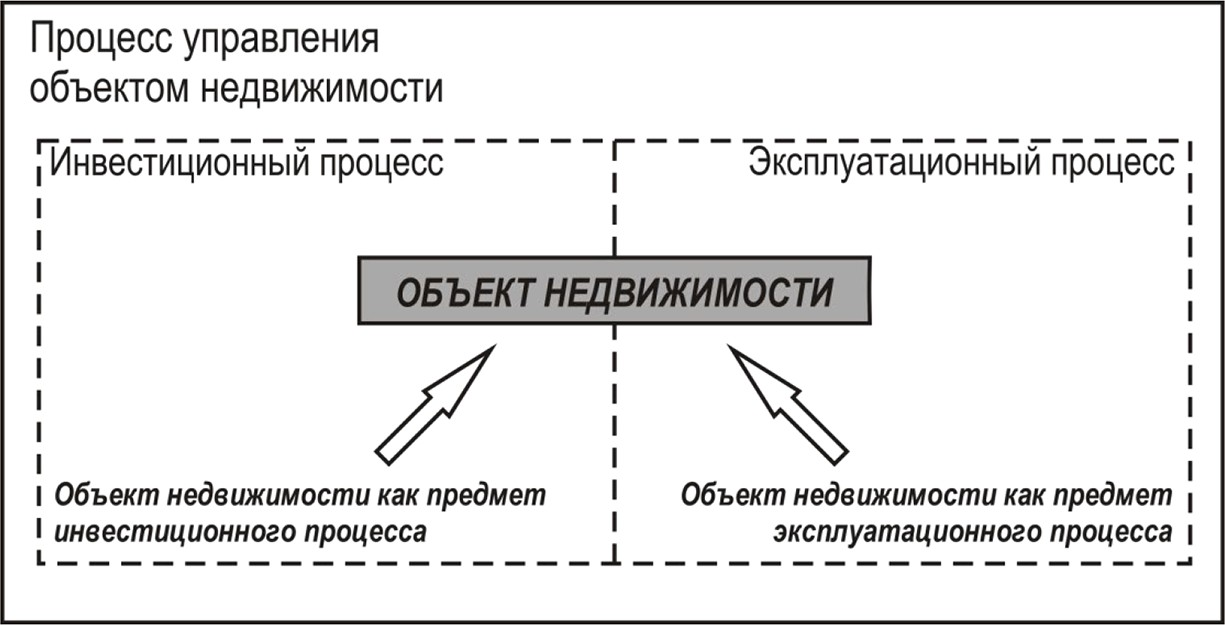 Процесс управления
объектом недвижимости
Инвестиционный процесс
Эксплуатационный процесс
ОБЪЕКТ НЕДВИЖИМОСТИ
Объект недвижимости как предмет
инвестиционного процесса
Объект недвижимости как предмет
эксплуатационного процесса